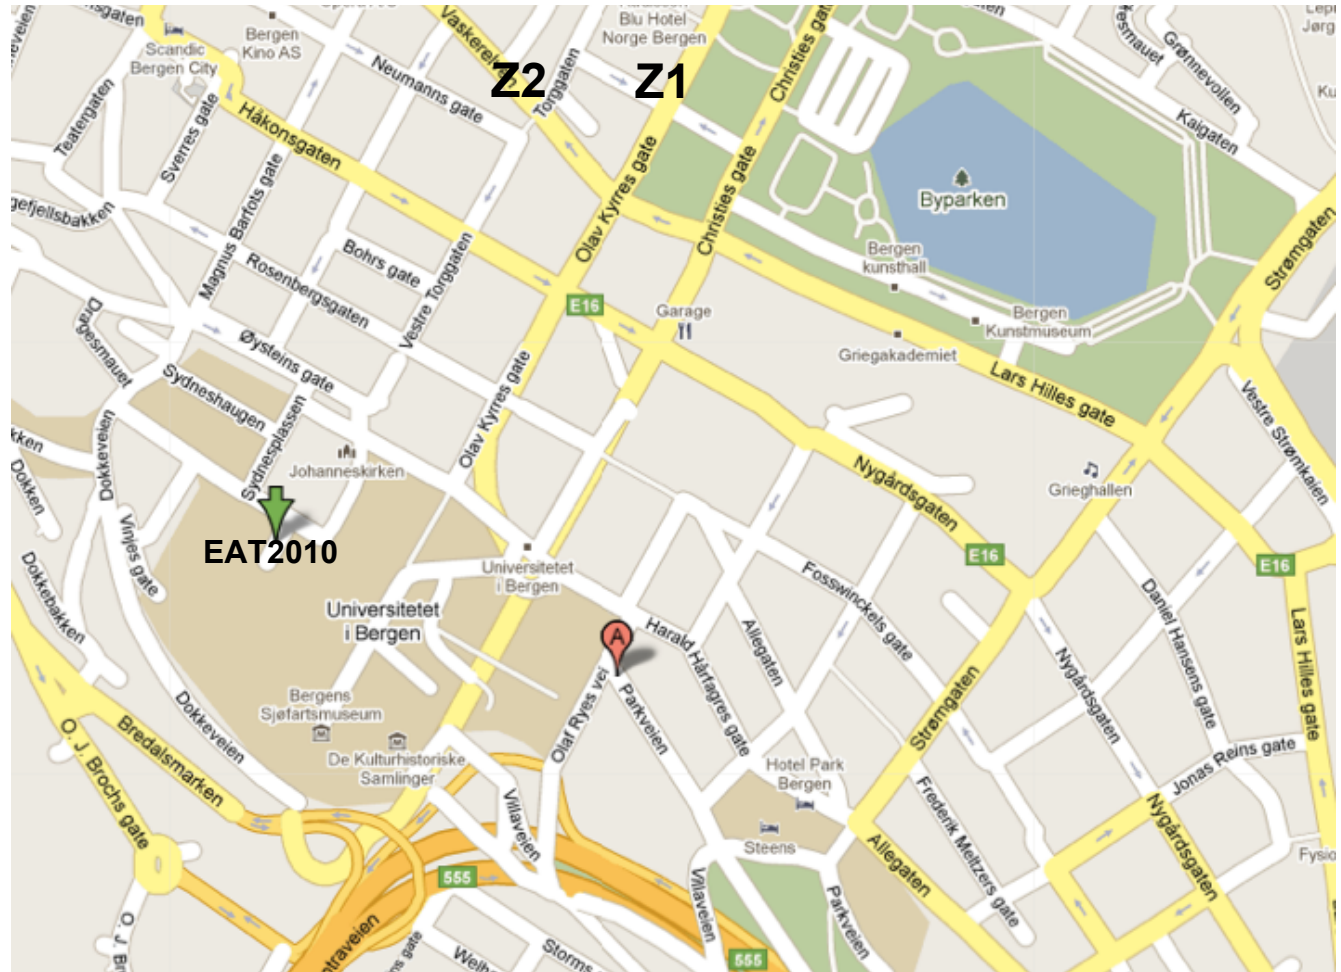 Bergen
Kino AS
Scandic
Bergen City
Blu Hotel
Norge Bergen
Z2
Z1
Neumanns gate
Torggaten
Christies gate
Grønnevollen
Kaigaten
Teatergaten
Sverres gate
Håkonsgaten
Magnus Barfots gate
Olav Kyrres gate
Christies gate
Byparken
Bergen
kunsthall
Strømgaten
Bohrs gate
Rosenbergsgaten
Vestre Torggaten
E16
Garage
Bergen
Kunstmuseum
Griegakademiet
Dragesmauet
Øysteins gate
Sydneshaugen
Sydnesplassen
Olav Kyrres gate
Lars Hilles gate
Vestre Strømkaien
Johanneskirken
Dokkeveien
Dokken
Nygårdsgaten
Grieghallen
EAT2010
Vinjes gate
Universitetet
i Bergen
E16
E16
Dokkebakken
Universitetet
i Bergen
A
Harald Hårfagres gate
Allegaten
Fosswinckels gate
Daniel Hansens gate
Lars Hilles gate
Nygårdsgaten
Olaf Ryes vei
Parkveien
Strømgaten
Bergens
Sjøfartsmuseum
De Kulturhistoriske
Samlinger
Dokkeveien
Bredalsmarken
O. J. Brochs gate
Hotel Park
Bergen
Jonas Reins gate
Villaveien
Steens
Frederik Meltzers gate
Nygårdsgaten
Allegaten
555
Villaveien
Parkveien
555